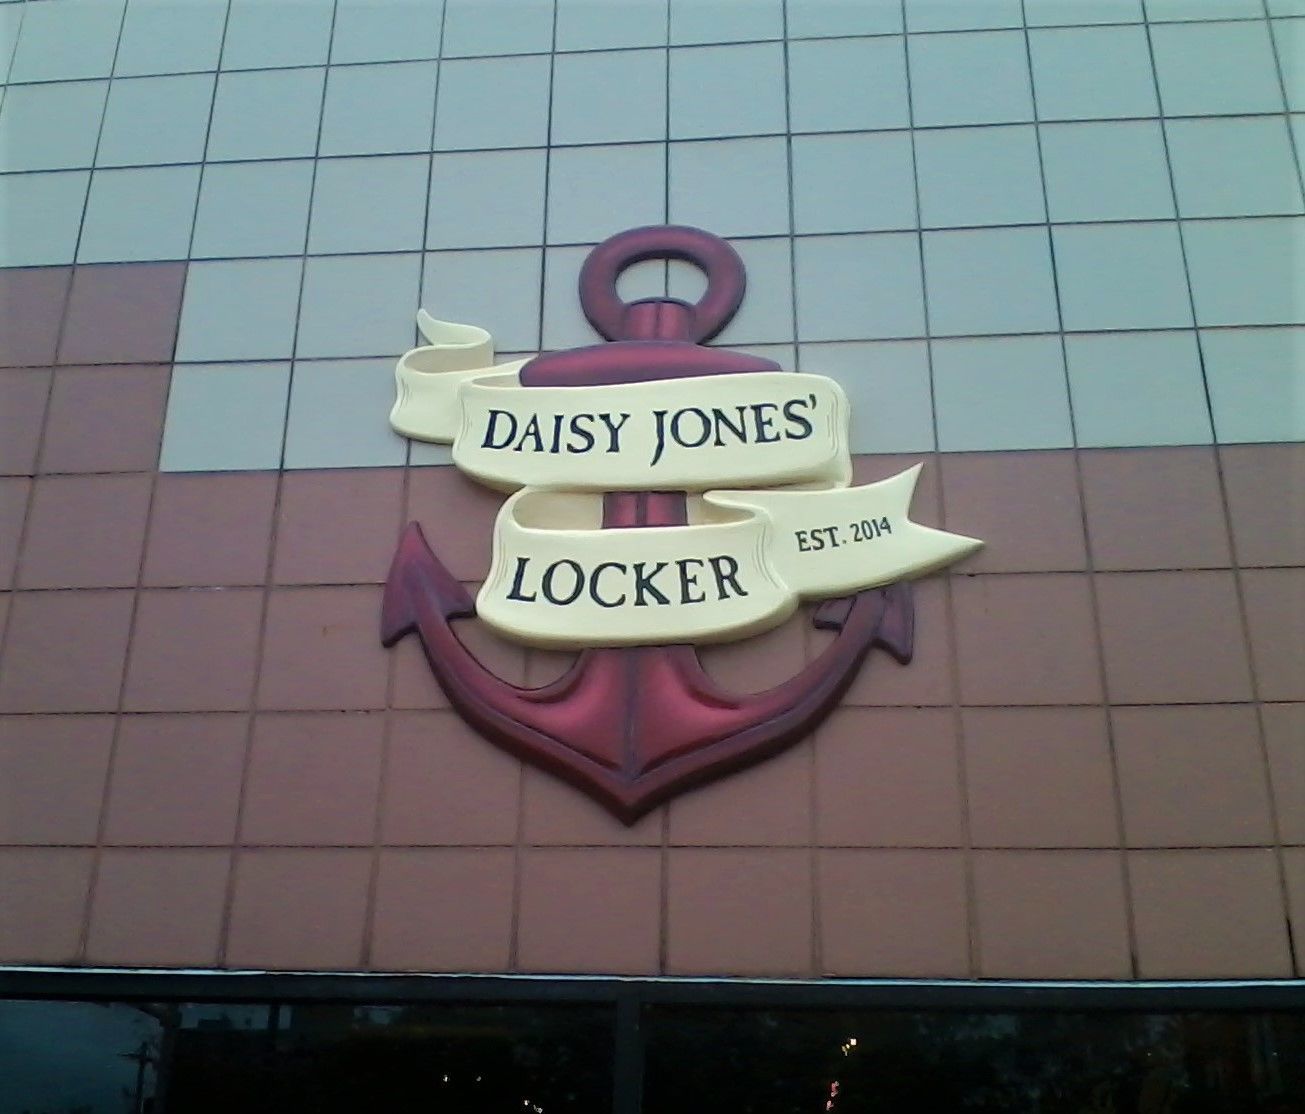 DAISY JONES'
LOCKER
EST. 2014